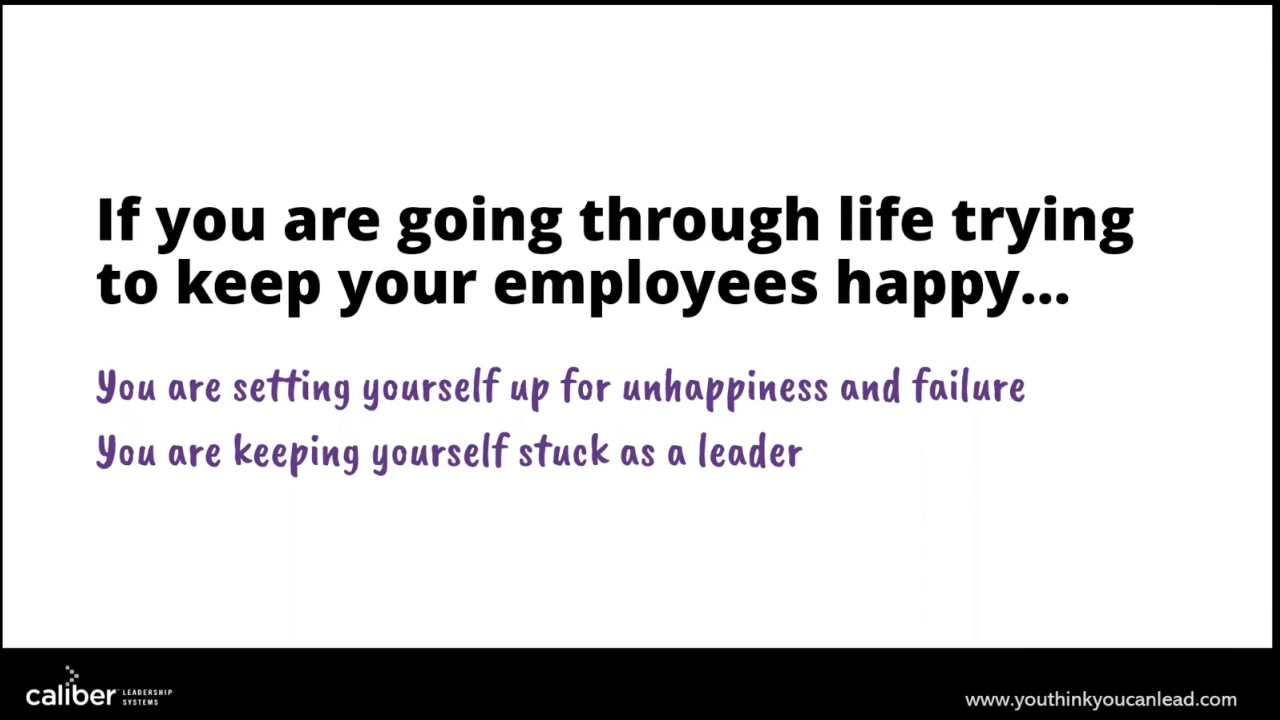 If you are going through life trying
to keep your employees happy...
You are setting yourself up for unhappiness and failure
You are keeping yourself stuck as a leader
caliber LEADERSHIP
SYSTEMS
www.youthinkyoucanlead.com